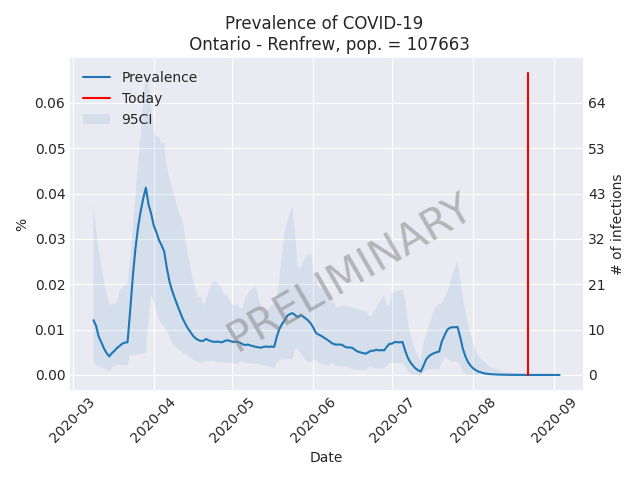 Prevalence of COVID-19
Ontario - Renfrew, pop. = 107663
Prevalence
Today
95CI
0.06
0.05
0.04
0.03
0.02
0.01
0.00
%
64
53
43
32
21
10
0
# of infections
PRELIMINARY
2020-03
2020-04
2020-05
2020-06
2020-07
2020-08
2020-09
Date